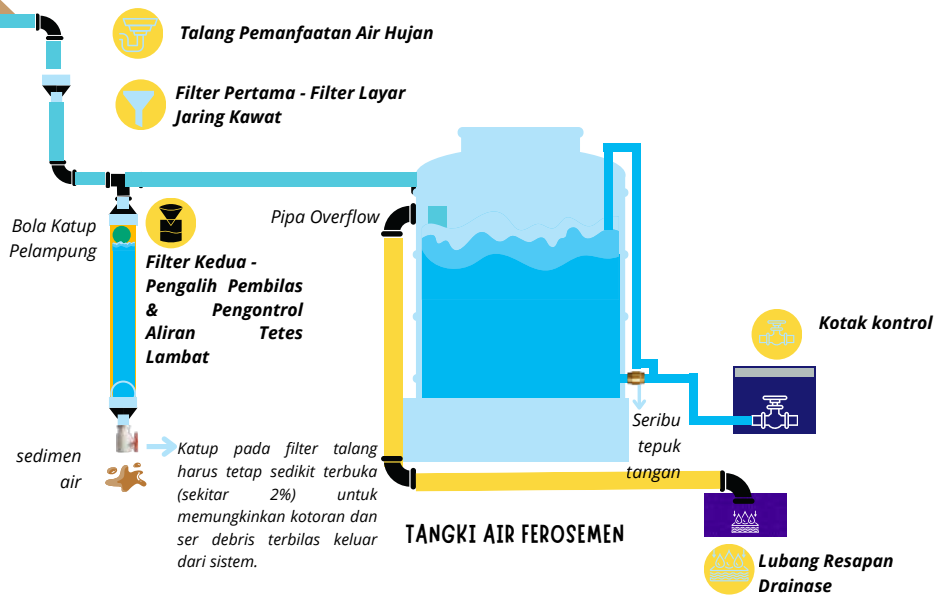 Talang Pemanfaatan Air Hujan
Filter Pertama - Filter Layar
Jaring Kawat
Pipa Overflow
Bola Katup
Pelampung
Filter Kedua -
Pengalih Pembilas
& Pengontrol
Aliran Tetes
Lambat
Kotak kontrol
Seribu
tepuk
tangan
sedimen
air
Katup pada filter talang
harus tetap sedikit terbuka
(sekitar 2%) untuk
memungkinkan kotoran dan
ser debris terbilas keluar
dari sistem.
TANGKI AIR FEROSEMEN
Lubang Resapan
Drainase